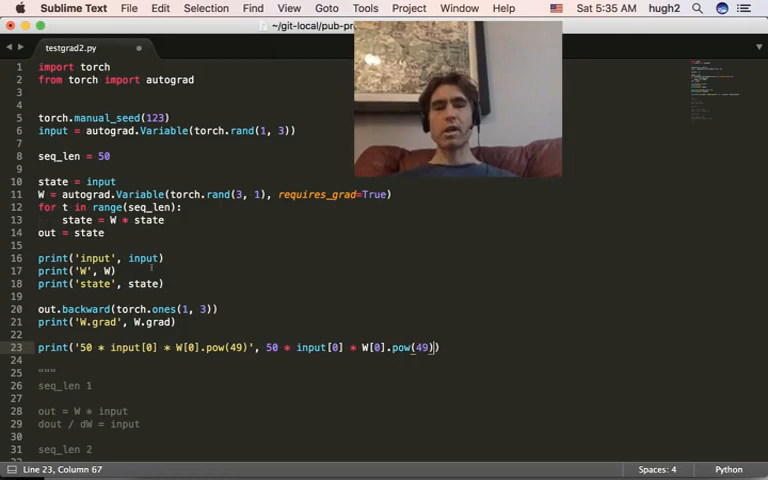 Sublime Text File Edit Selection Find View Goto Tools Project Window Help Sat 5:35 AM hugh2
~/git-local/pub-pr
testgrad2.py
1 import torch
2 from torch import autograd
3
4
5 torch.manual_seed(123)
6 input = autograd.Variable(torch.rand(1, 3))
7
8 seq_len = 50
9
10 state = input
11 W = autograd.Variable(torch.rand(3, 1), requires_grad=True)
12 for t in range(seq_len):
13 state = W * state
14 out = state
15
16 print('input', input)
17 print('W', W)
18 print('state', state)
19
20 out.backward(torch.ones(1, 3))
21 print('W.grad', W.grad)
22
23 print('50 * input[0] * W[0].pow(49)', 50 * input[0] * W[0].pow(49))
24
25 """
26 seq_len 1
27
28 out = W * input
29 dout / dW = input
30
31 seq_len 2
Line 23, Column 67 Spaces: 4 Python